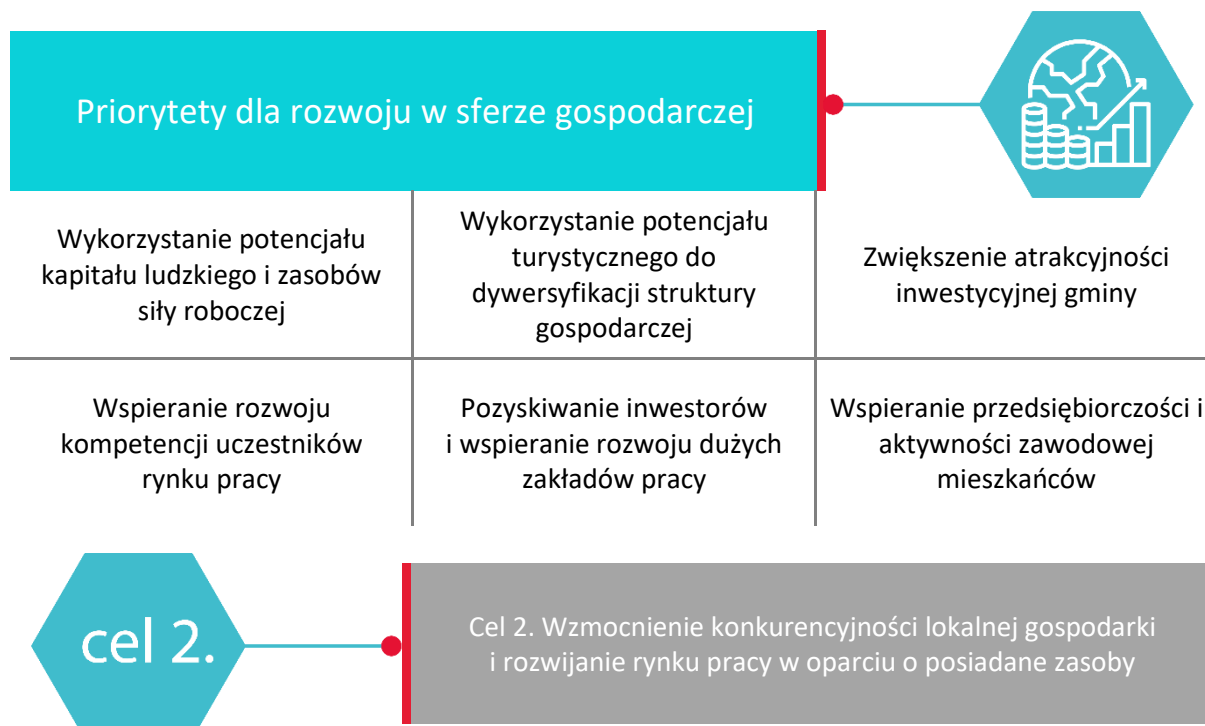 Priorytety dla rozwoju w sferze gospodarczej
Wykorzystanie potencjału
kapitału ludzkiego i zasobów
siły roboczej
Wykorzystanie potencjału
turystycznego do
dywersyfikacji struktury
gospodarczej
Zwiększenie atrakcyjności
inwestycyjnej gminy
Wspieranie rozwoju
kompetencji uczestników
rynku pracy
Pozyskiwanie inwestorów
i wspieranie rozwoju dużych
zakładów pracy
Wspieranie przedsiębiorczości i
aktywności zawodowej
mieszkańców
cel 2.
Cel 2. Wzmocnienie konkurencyjności lokalnej gospodarki
i rozwijanie rynku pracy w oparciu o posiadane zasoby